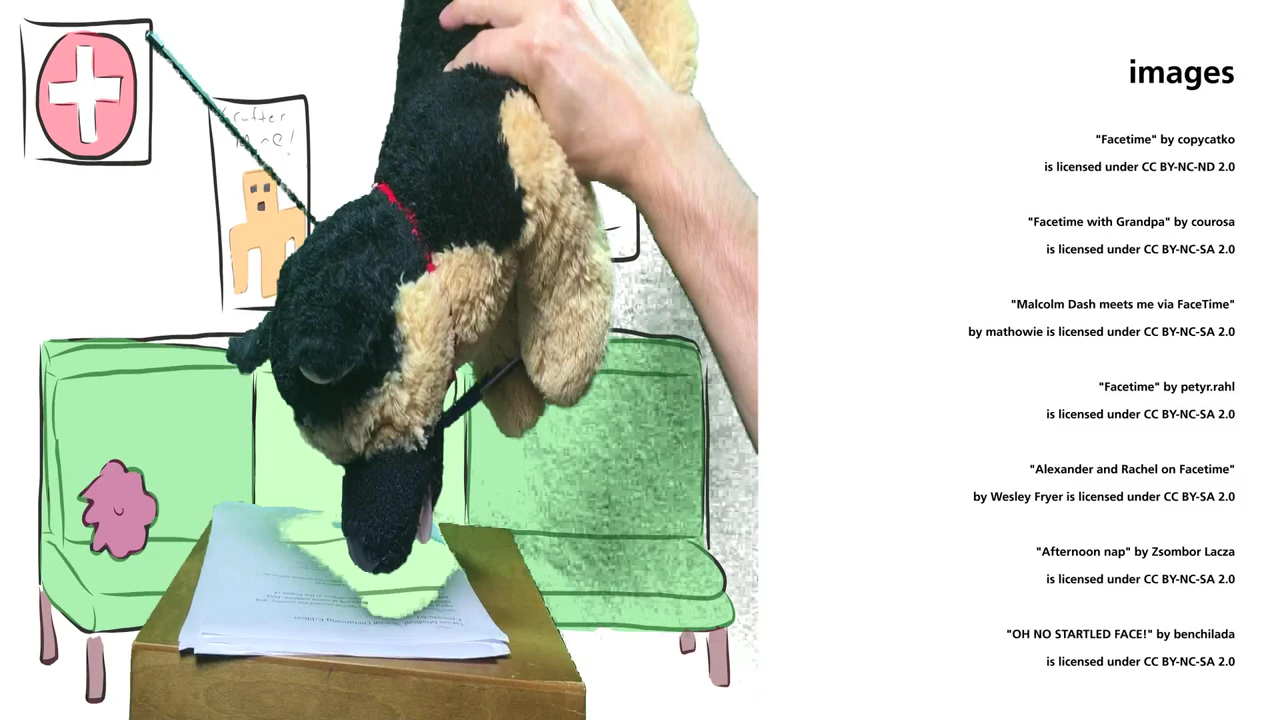 images
"Facetime" by copycatko
is licensed under CC BY-NC-ND 2.0
"Facetime with Grandpa" by courosa
is licensed under CC BY-NC-SA 2.0
"Malcolm Dash meets me via FaceTime"
by mathowie is licensed under CC BY-NC-SA 2.0
"Facetime" by petyr.rahl
is licensed under CC BY-NC-SA 2.0
"Alexander and Rachel on Facetime"
by Wesley Fryer is licensed under CC BY-SA 2.0
"Afternoon nap" by Zsombor Lacza
is licensed under CC BY-NC-SA 2.0
"OH NO STARTLED FACE!" by benchilada
is licensed under CC BY-NC-SA 2.0